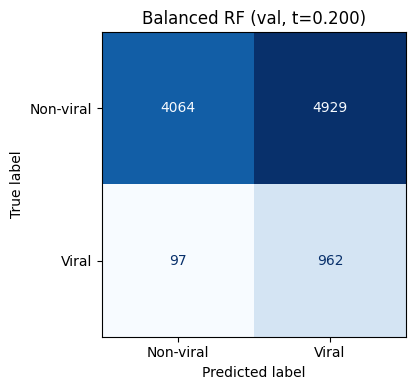 Balanced RF (val, t=0.200)
True label
Non-viral
4064 4929
Viral
97 962
Non-viral Viral
Predicted label